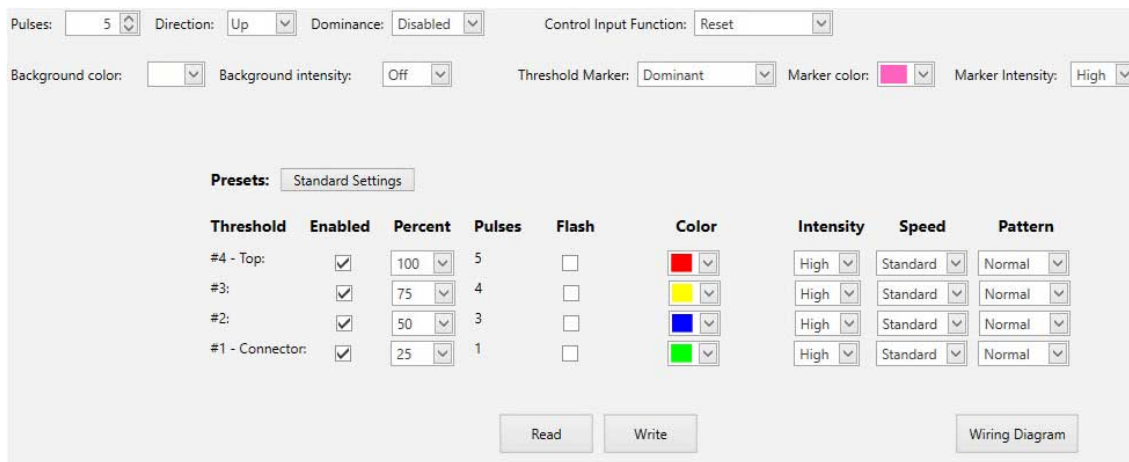 Pulses: 5 Direction: Up Dominance: Disabled Control Input Function: Reset
Background color: Background intensity: Off Threshold Marker: Dominant Marker color: Marker Intensity: High
Presets: Standard Settings
Threshold Enabled Percent Pulses Flash Color Intensity Speed Pattern
#4 - Top: 100 5 High Standard Normal
#3: 75 4 High Standard Normal
#2: 50 3 High Standard Normal
#1 - Connector: 25 1 High Standard Normal
Read Write Wiring Diagram